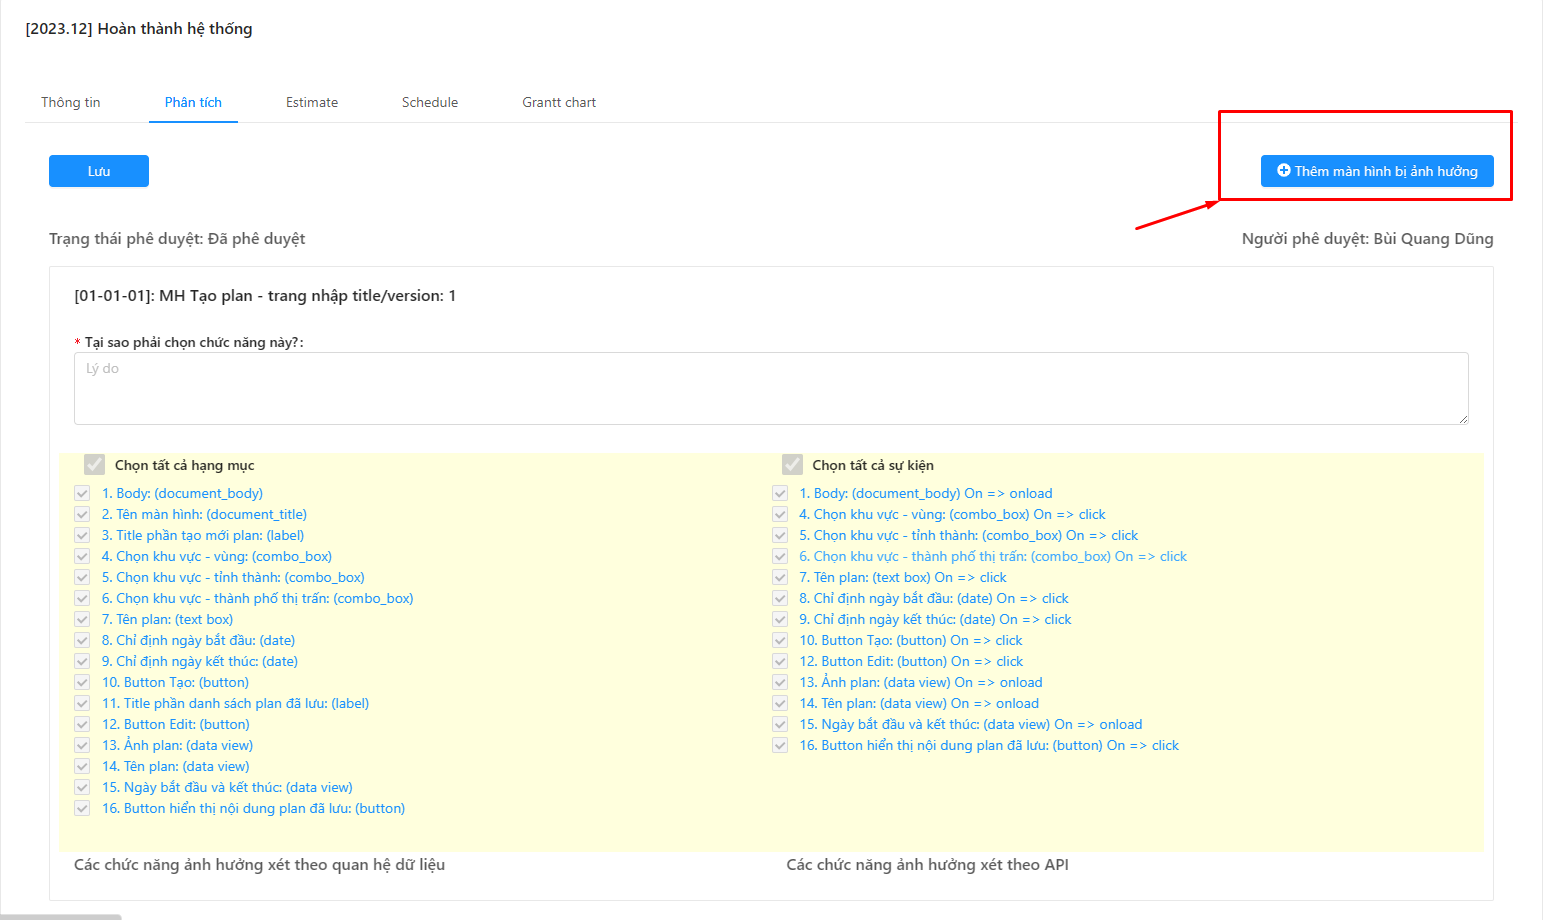 [2023.12] Hoàn thành hệ thống
Thông tin
Phân tích
Estimate
Schedule
Grantt chart
Lưu
Thêm màn hình bị ảnh hưởng
Trạng thái phê duyệt: Đã phê duyệt
Người phê duyệt: Bùi Quang Dũng
[01-01-01]: MH Tạo plan - trang nhập title/version: 1
* Tại sao phải chọn chức năng này?:
Lý do
Chọn tất cả hạng mục
1. Body: (document_body)
2. Tên màn hình: (document_title)
3. Title phần tạo mới plan: (label)
4. Chọn khu vực - vùng: (combo_box)
5. Chọn khu vực - tỉnh thành: (combo_box)
6. Chọn khu vực - thành phố thị trấn: (combo_box)
7. Tên plan: (text box)
8. Chỉ định ngày bắt đầu: (date)
9. Chỉ định ngày kết thúc: (date)
10. Button Tạo: (button)
11. Title phần danh sách plan đã lưu: (label)
12. Button Edit: (button)
13. Ảnh plan: (data view)
14. Tên plan: (data view)
15. Ngày bắt đầu và kết thúc: (data view)
16. Button hiển thị nội dung plan đã lưu: (button)
Chọn tất cả sự kiện
1. Body: (document_body) On => onload
4. Chọn khu vực - vùng: (combo_box) On => click
5. Chọn khu vực - tỉnh thành: (combo_box) On => click
6. Chọn khu vực - thành phố thị trấn: (combo_box) On => click
7. Tên plan: (text box) On => click
8. Chỉ định ngày bắt đầu: (date) On => click
9. Chỉ định ngày kết thúc: (date) On => click
10. Button Tạo: (button) On => click
12. Button Edit: (button) On => click
13. Ảnh plan: (data view) On => onload
14. Tên plan: (data view) On => onload
15. Ngày bắt đầu và kết thúc: (data view) On => onload
16. Button hiển thị nội dung plan đã lưu: (button) On => click
Các chức năng ảnh hưởng xét theo quan hệ dữ liệu
Các chức năng ảnh hưởng xét theo API